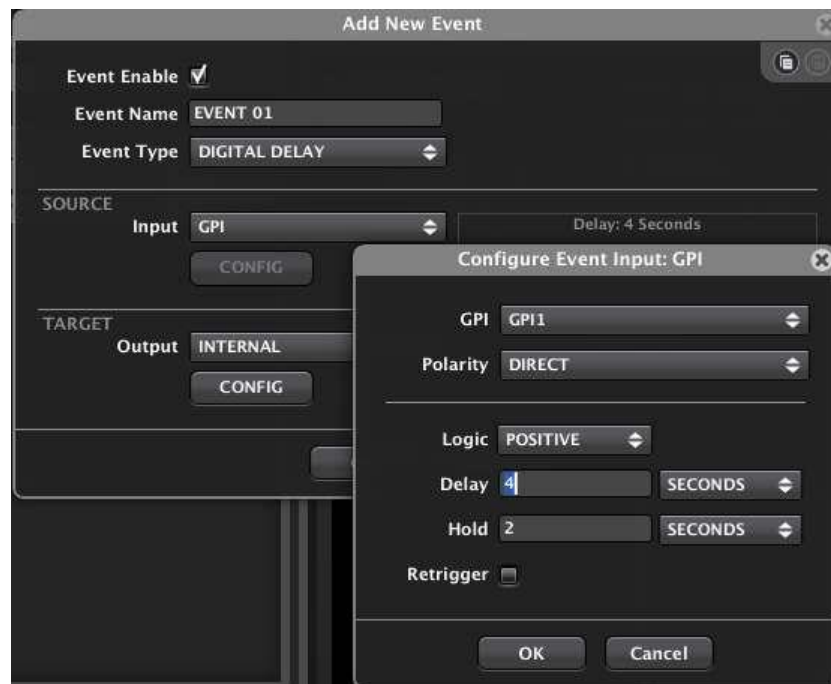 Add New Event
Event Enable
Event Name EVENT 01
Event Type DIGITAL DELAY
SOURCE
Input GPI
Delay: 4 Seconds
CONFIG
TARGET
Output INTERNAL
CONFIG
Configure Event Input: GPI
GPI GPI1
Polarity DIRECT
Logic POSITIVE
Delay 4 SECONDS
Hold 2 SECONDS
Retrigger
OK Cancel